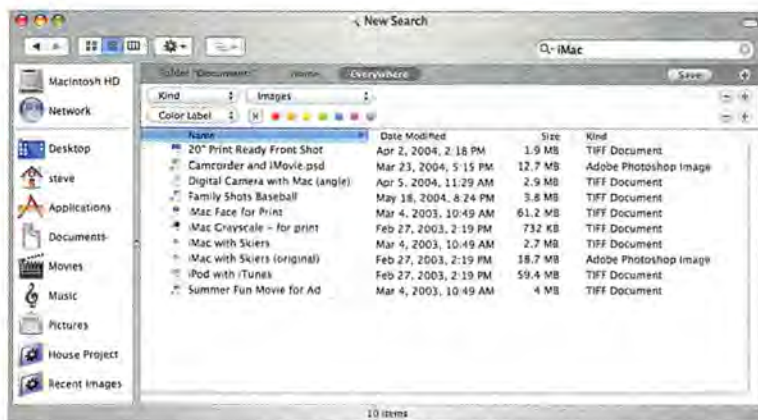 New Search
iMac
Folder "Documents" Home Everywhere Save
Kind Images
Color Label
Name Date Modified Size Kind
20" Print Ready Front Shot Apr 2, 2004, 2:18 PM 1.9 MB TIFF Document
Camcorder and iMovie.psd Mar 23, 2004, 5:15 PM 12.7 MB Adobe Photoshop Image
Digital Camera with Mac (angle) Apr 5, 2004, 11:29 AM 2.9 MB TIFF Document
Family Shots Baseball May 18, 2004, 8:24 PM 3.8 MB TIFF Document
iMac Face for Print Mar 4, 2003, 10:49 AM 61.2 MB TIFF Document
iMac Grayscale – for print Feb 27, 2003, 2:19 PM 732 KB TIFF Document
iMac with Skiers Mar 4, 2003, 10:49 AM 2.7 MB TIFF Document
iMac with Skiers (original) Feb 27, 2003, 2:19 PM 18.7 MB Adobe Photoshop Image
iPod with iTunes Feb 27, 2003, 2:19 PM 59.4 MB TIFF Document
Summer Fun Movie for Ad Mar 4, 2003, 10:49 AM 4 MB TIFF Document
Macintosh HD
Network
Desktop
steve
Applications
Documents
Movies
Music
Pictures
House Project
Recent Images
10 items